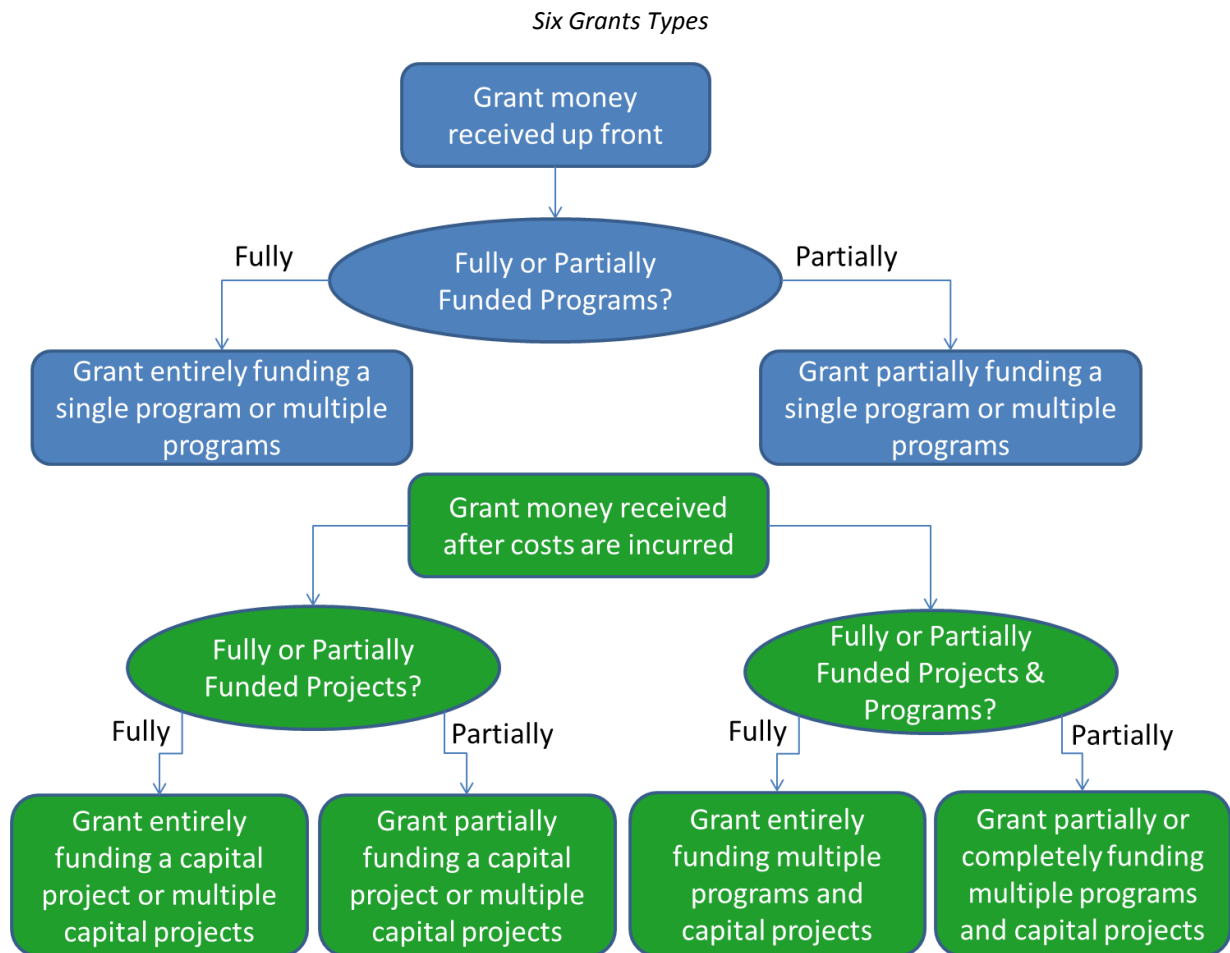 Six Grants Types
Grant money
received up front
Fully
Fully or Partially
Funded Programs?
Partially
Grant entirely funding a
single program or multiple
programs
Grant partially funding a
single program or multiple
programs
Grant money received
after costs are incurred
Fully or Partially
Funded Projects?
Fully or Partially
Funded Projects &
Programs?
Fully
Partially
Fully
Partially
Grant entirely
funding a capital
project or multiple
capital projects
Grant partially
funding a capital
project or multiple
capital projects
Grant entirely
funding multiple
programs and
capital projects
Grant partially or
completely funding
multiple programs
and capital projects